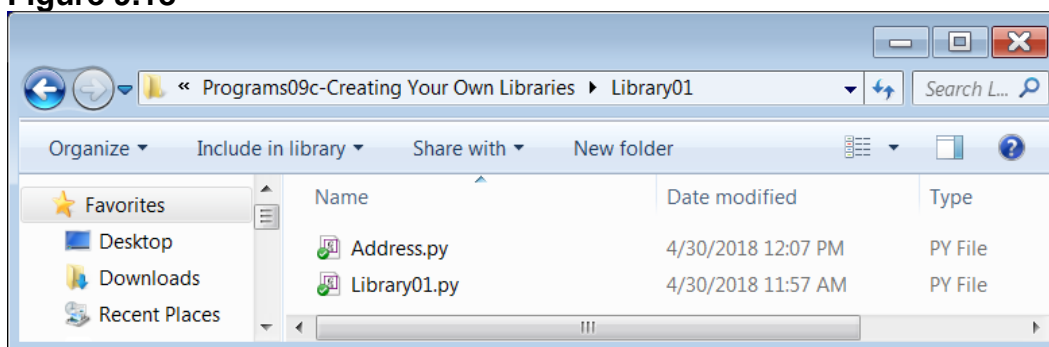 « Programs09c-Creating Your Own Libraries Library01 Search L...
Organize Include in library Share with New folder
Favorites Name Date modified Type
Desktop Address.py 4/30/2018 12:07 PM PY File
Downloads Library01.py 4/30/2018 11:57 AM PY File
Recent Places